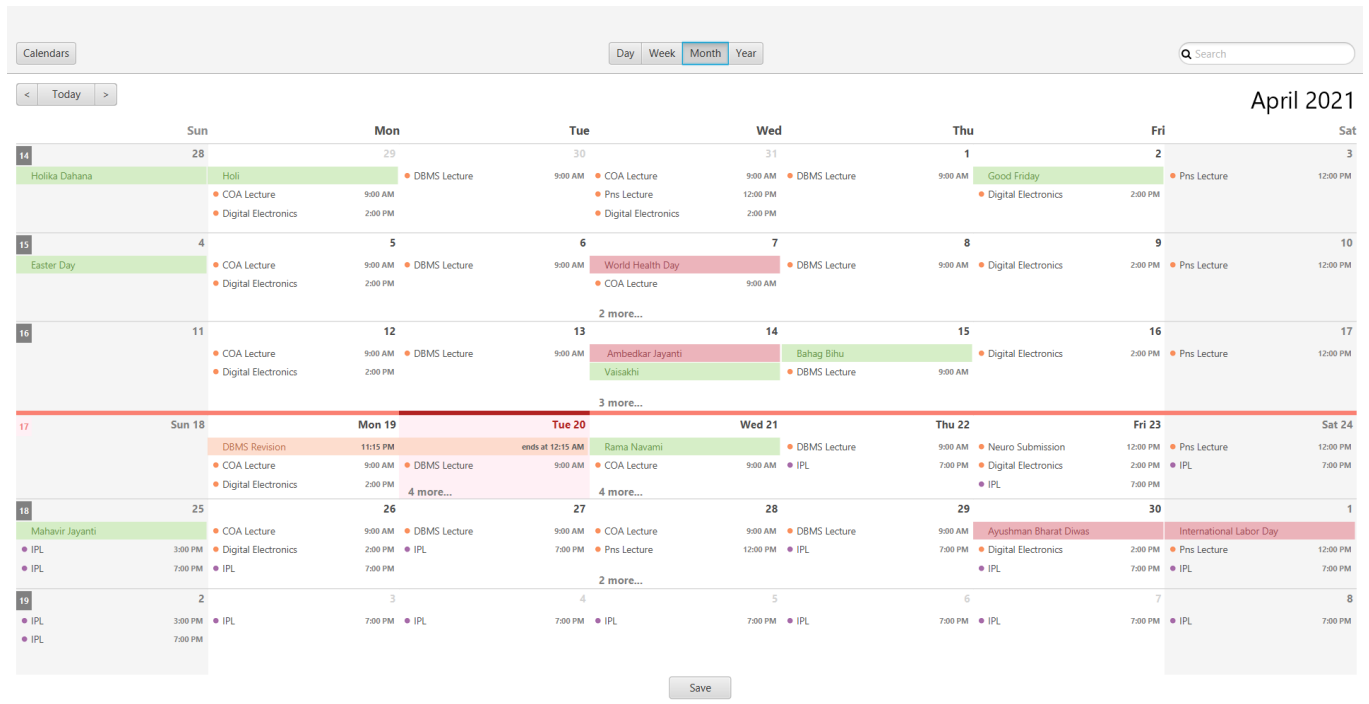 Calendars Day Week Month Year Search
< Today > April 2021
Sun Mon Tue Wed Thu Fri Sat
14 28 29 30 31 1 2 3
Holika Dahana Holi DBMS Lecture 9:00 AM COA Lecture 9:00 AM DBMS Lecture 9:00 AM Good Friday Pns Lecture 12:00 PM
COA Lecture 9:00 AM Pns Lecture 12:00 PM Digital Electronics 2:00 PM
Digital Electronics 2:00 PM Digital Electronics 2:00 PM
15 4 5 6 7 8 9 10
Easter Day COA Lecture 9:00 AM DBMS Lecture 9:00 AM World Health Day DBMS Lecture 9:00 AM Digital Electronics 2:00 PM Pns Lecture 12:00 PM
Digital Electronics 2:00 PM COA Lecture 9:00 AM
2 more...
16 11 12 13 14 15 16 17
COA Lecture 9:00 AM DBMS Lecture 9:00 AM Ambedkar Jayanti Bahag Bihu Digital Electronics 2:00 PM Pns Lecture 12:00 PM
Digital Electronics 2:00 PM Vaisakhi DBMS Lecture 9:00 AM
3 more...
17 Sun 18 Mon 19 Tue 20 Wed 21 Thu 22 Fri 23 Sat 24
DBMS Revision 11:15 PM ends at 12:15 AM Rama Navami DBMS Lecture 9:00 AM Neuro Submission 12:00 PM Pns Lecture 12:00 PM
COA Lecture 9:00 AM DBMS Lecture 9:00 AM COA Lecture 9:00 AM IPL 7:00 PM Digital Electronics 2:00 PM IPL 7:00 PM
Digital Electronics 2:00 PM 4 more... 4 more... IPL 7:00 PM
18 25 26 27 28 29 30 1
Mahavir Jayanti COA Lecture 9:00 AM DBMS Lecture 9:00 AM COA Lecture 9:00 AM DBMS Lecture 9:00 AM Ayushman Bharat Diwas International Labor Day
IPL 3:00 PM Digital Electronics 2:00 PM IPL 7:00 PM Pns Lecture 12:00 PM IPL 7:00 PM Digital Electronics 2:00 PM Pns Lecture 12:00 PM
IPL 7:00 PM IPL 7:00 PM IPL 7:00 PM IPL 7:00 PM
2 more...
19 2 3 4 5 6 7 8
IPL 3:00 PM IPL 7:00 PM IPL 7:00 PM IPL 7:00 PM IPL 7:00 PM IPL 7:00 PM IPL 7:00 PM
IPL 7:00 PM
Save